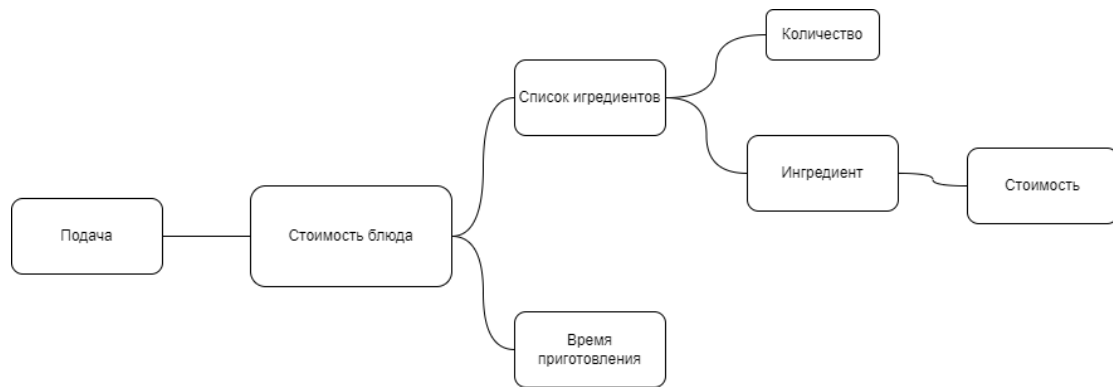 Количество
Список игредиентов
Ингредиент
Стоимость
Подача
Стоимость блюда
Время
приготовления